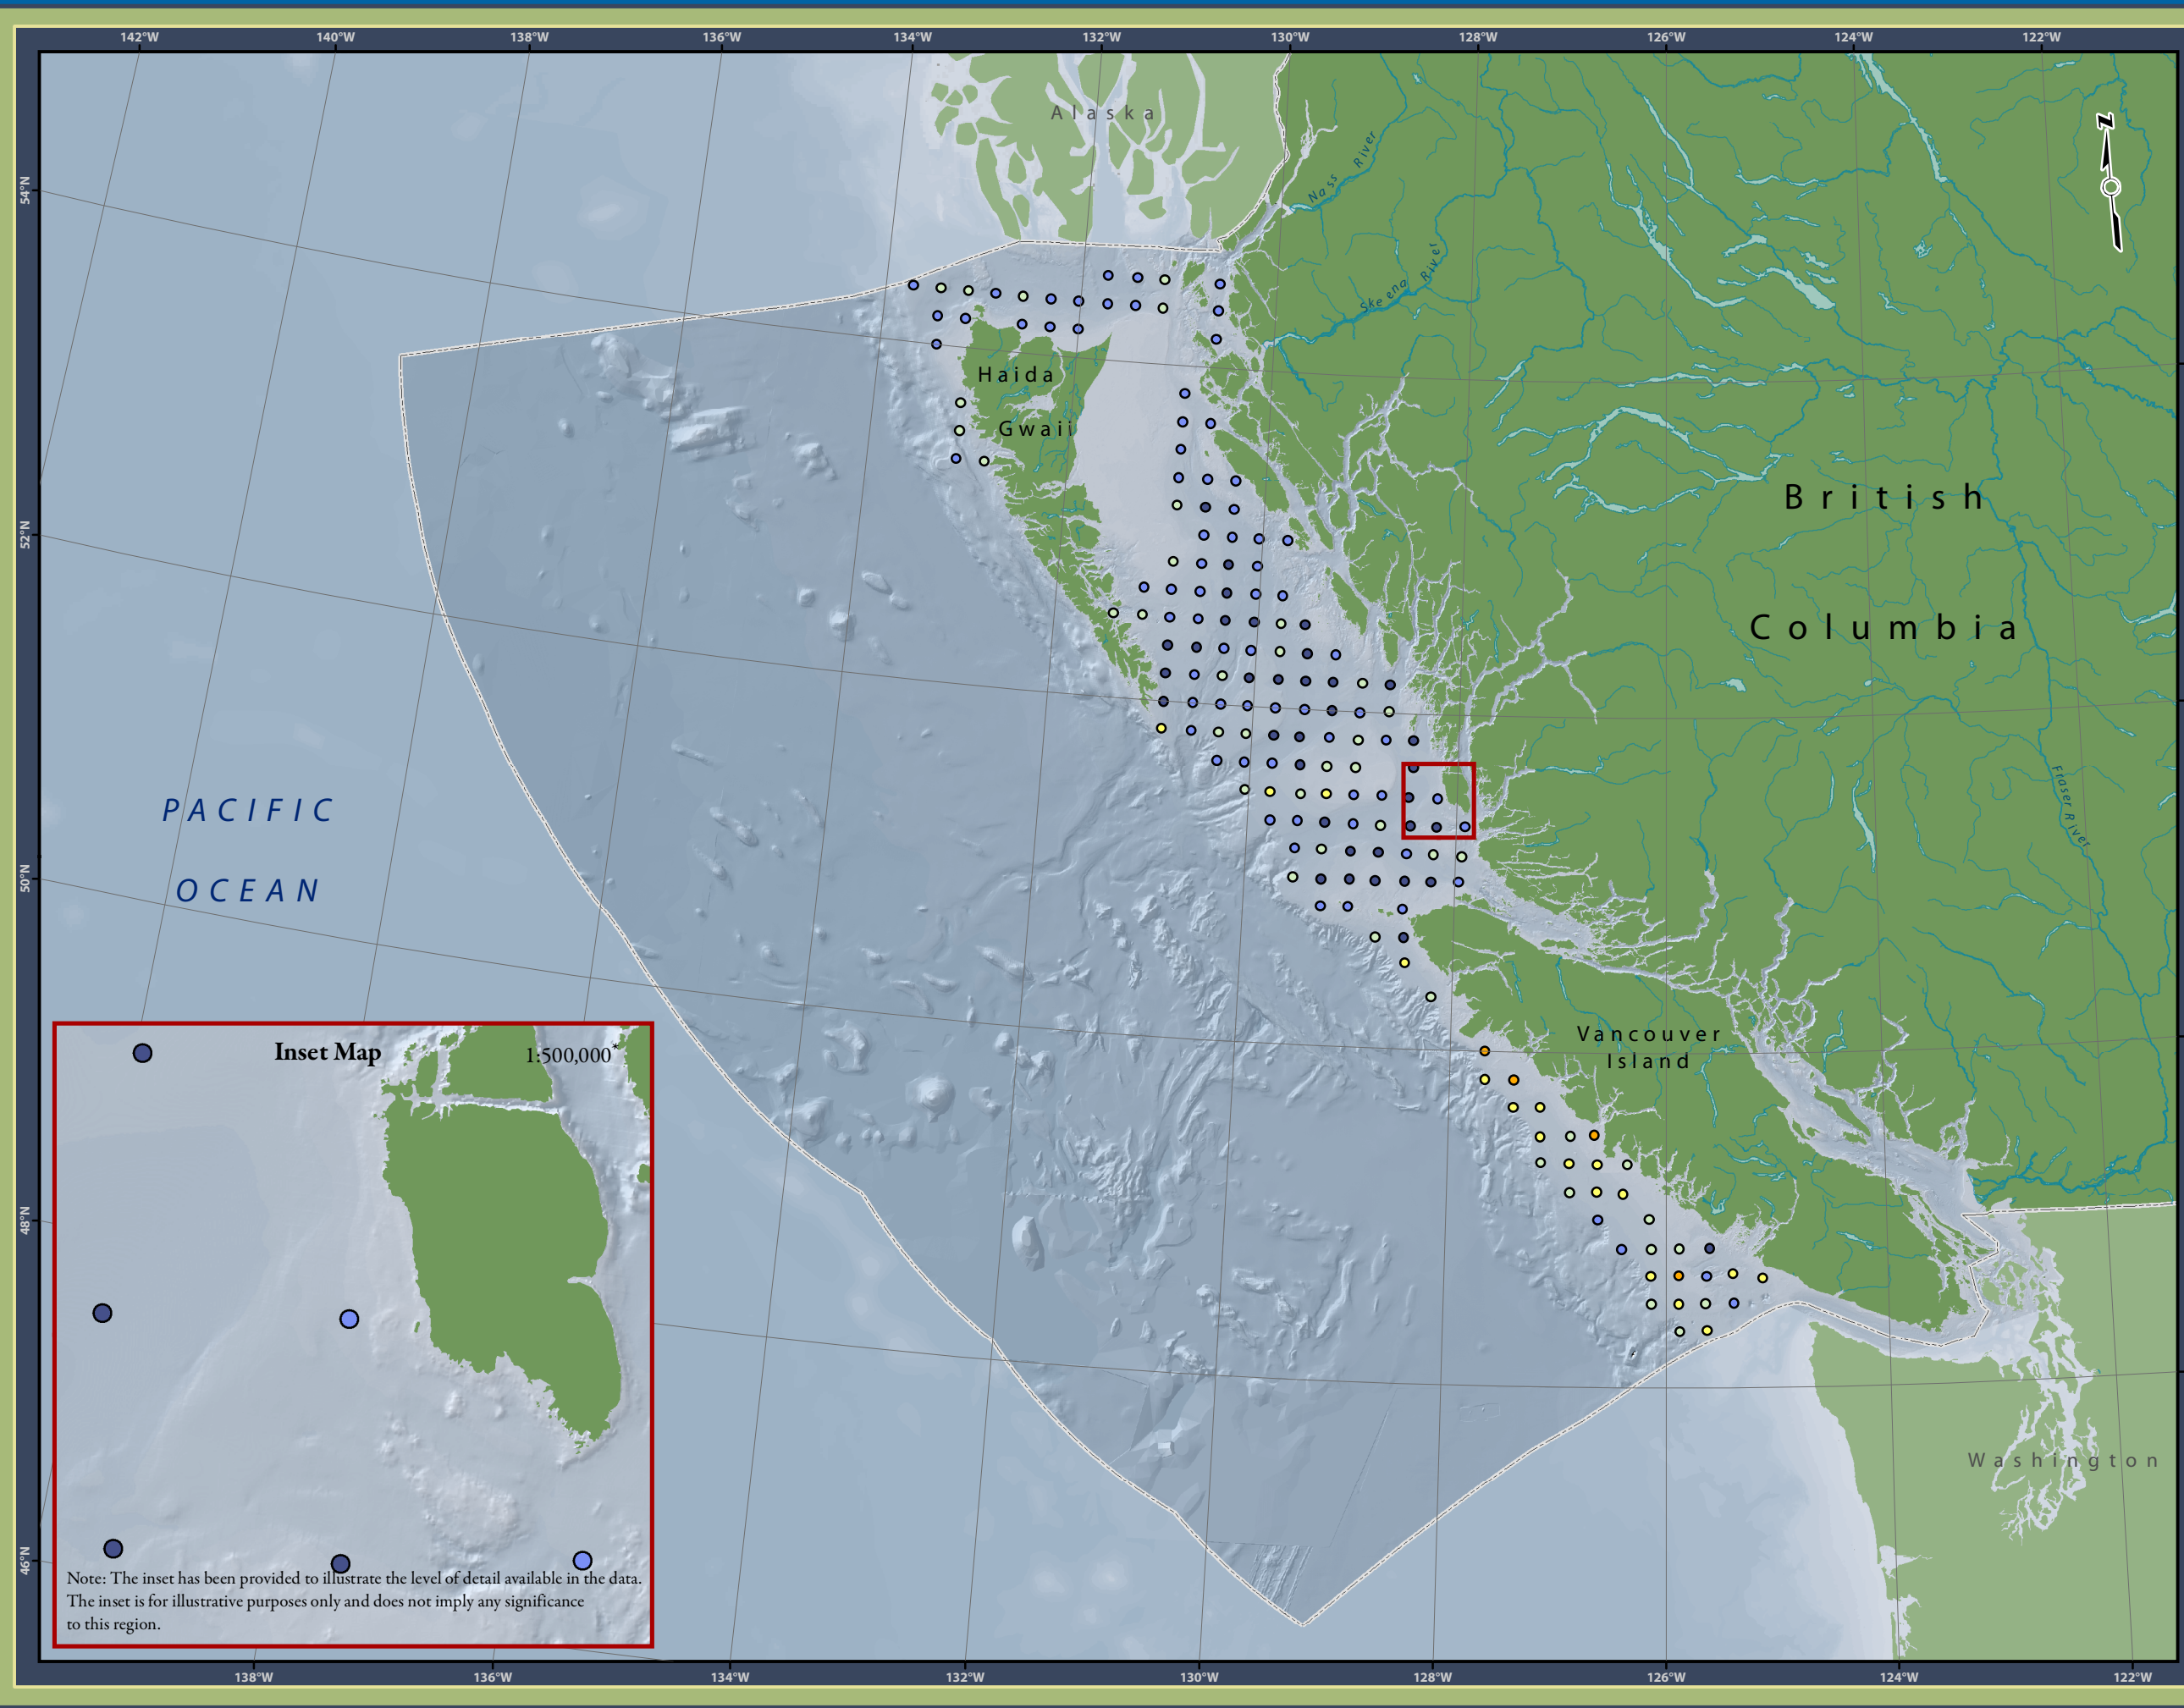 142°W 140°W 138°W 136°W 134°W 132°W 130°W 128°W 126°W 124°W 122°W
Alaska
N
Nass River
54°N
Skeena River
Haida
Gwaii
British
52°N
Columbia
PACIFIC
Fraser River
OCEAN
50°N
Vancouver
Island
Inset Map
1:500,000*
48°N
Washington
46°N
Note: The inset has been provided to illustrate the level of detail available in the data.
The inset is for illustrative purposes only and does not imply any significance
to this region.
138°W 136°W 134°W 132°W 130°W 128°W 126°W 124°W 122°W